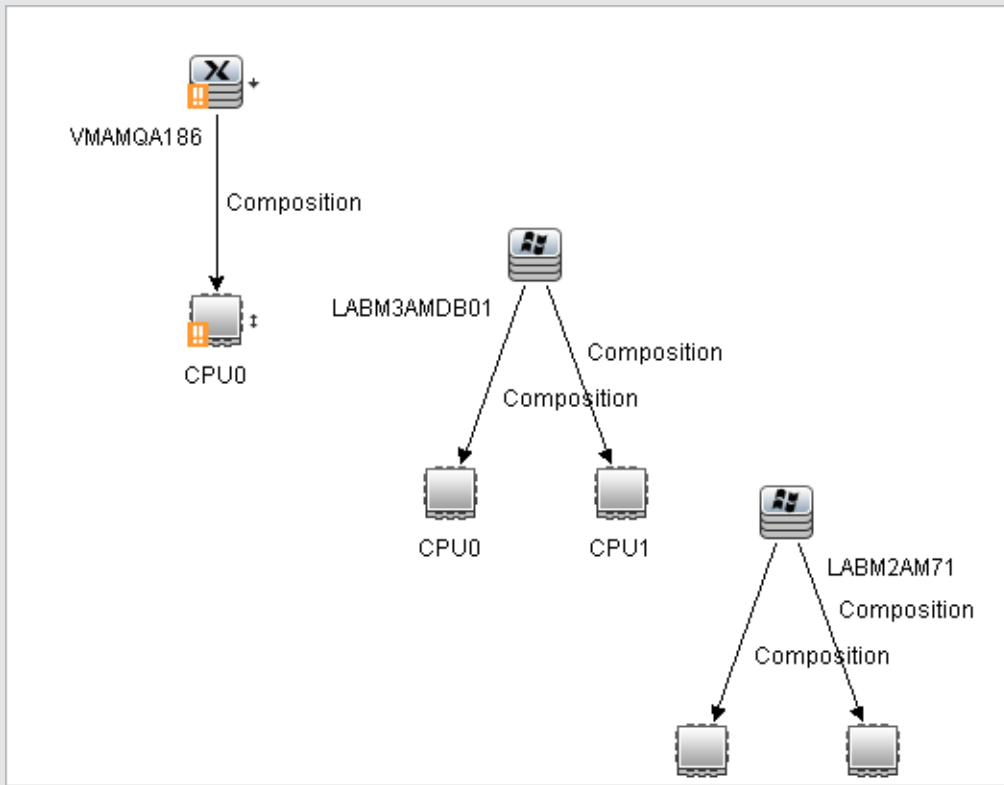 VMAMQA186
Composition
CPU0
LABM3AMDB01
Composition
Composition
CPU0
CPU1
LABM2AM71
Composition
Composition